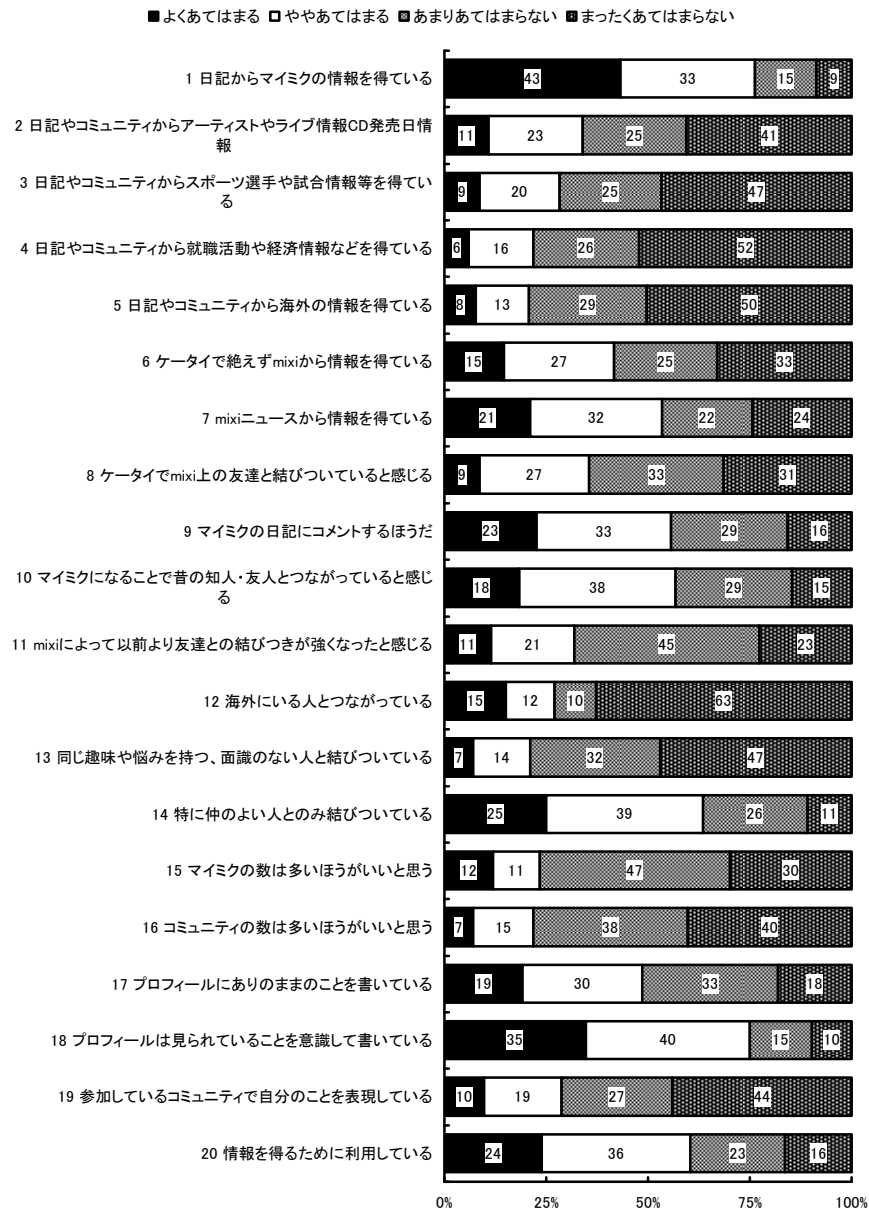 ■よくあてはまる □ややあてはまる ■あまりあてはまらない ■まったくあてはまらない
1 日記からマイミクの情報を得ている 43 33 15 9
2 日記やコミュニティからアーティストやライブ情報CD発売日情
報 11 23 25 41
3 日記やコミュニティからスポーツ選手や試合情報等を得てい
る 9 20 25 47
4 日記やコミュニティから就職活動や経済情報などを得ている 6 16 26 52
5 日記やコミュニティから海外の情報を得ている 8 13 29 50
6 ケータイで絶えずmixiから情報を得ている 15 27 25 33
7 mixiニュースから情報を得ている 21 32 22 24
8 ケータイでmixi上の友達と結びついていると感じる 9 27 33 31
9 マイミクの日記にコメントするほうだ 23 33 29 16
10 マイミクになることで昔の知人・友人とつながっていると感じ
る 18 38 29 15
11 mixiによって以前より友達との結びつきが強くなったと感じる 11 21 45 23
12 海外にいる人とつながっている 15 12 10 63
13 同じ趣味や悩みを持つ、面識のない人と結びついている 7 14 32 47
14 特に仲のよい人とのみ結びついている 25 39 26 11
15 マイミクの数は多いほうがいいと思う 12 11 47 30
16 コミュニティの数は多いほうがいいと思う 7 15 38 40
17 プロフィールにありのままのことを書いている 19 30 33 18
18 プロフィールは見られていることを意識して書いている 35 40 15 10
19 参加しているコミュニティで自分のことを表現している 10 19 27 44
20 情報を得るために利用している 24 36 23 16
0% 25% 50% 75% 100%